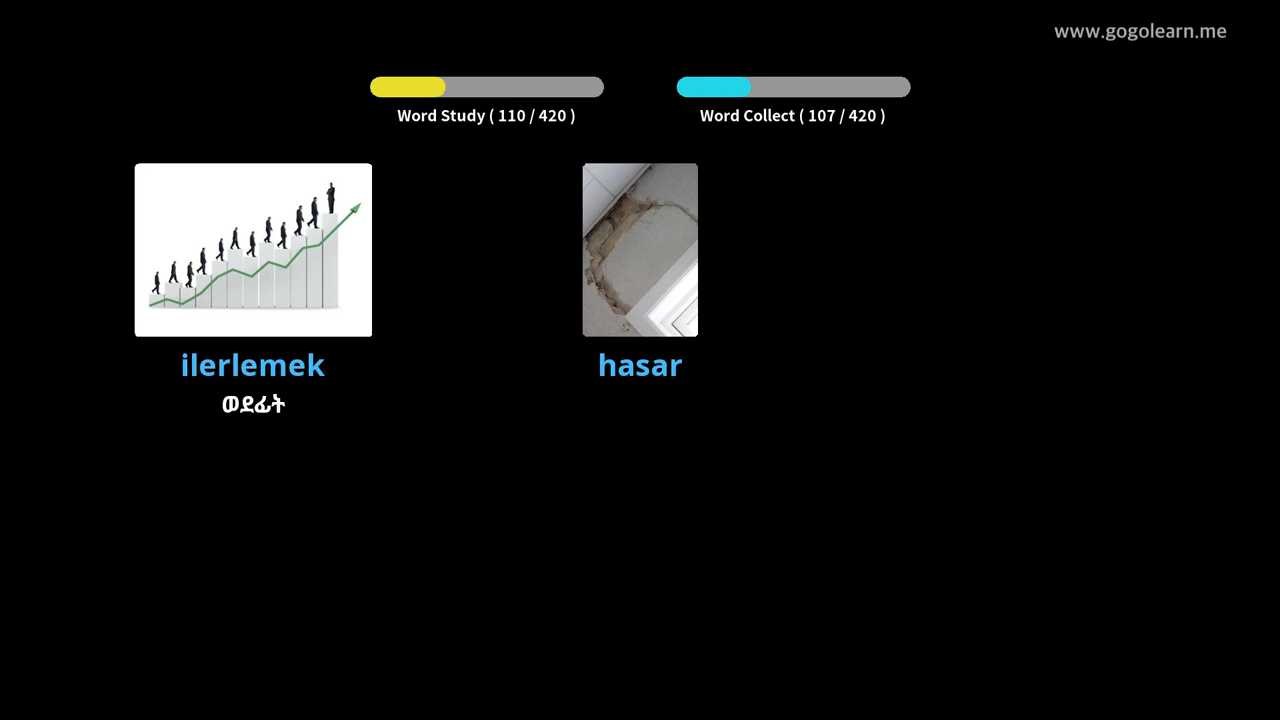 www.gogolearn.me
Word Study ( 110 / 420 )
Word Collect ( 107 / 420 )
ilerlemek
ወደፊት
hasar